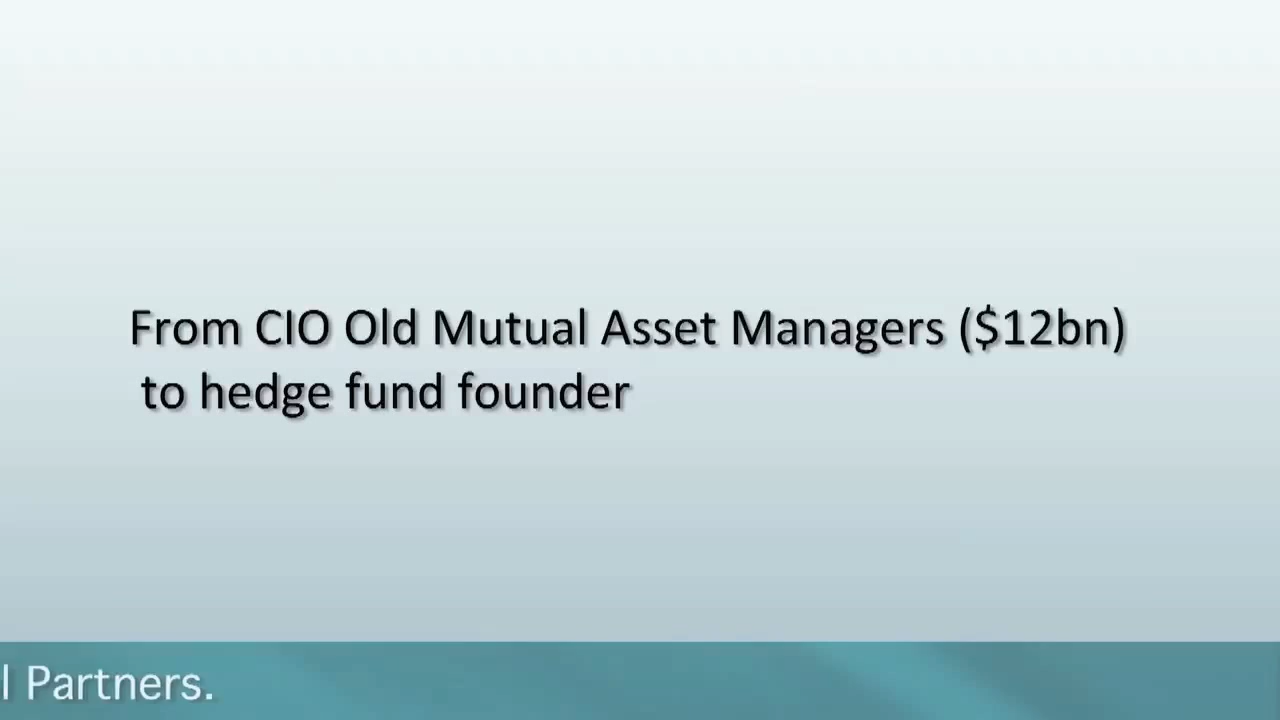 From CIO Old Mutual Asset Managers ($12bn)
to hedge fund founder
l Partners.